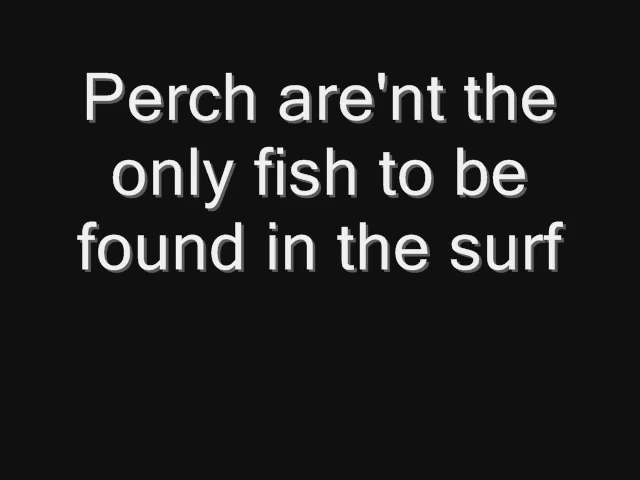 Perch are'nt the
only fish to be
found in the surf